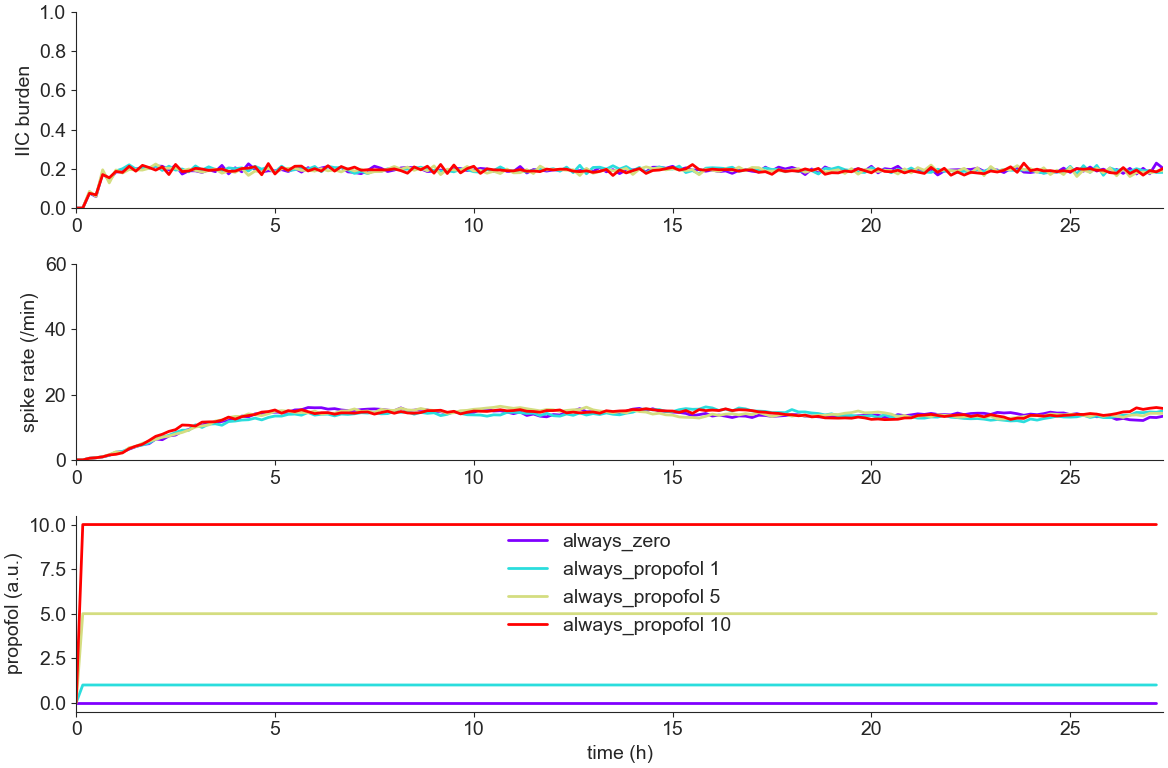 1.0
0.8
0.6
0.4
0.2
0.0
IIC burden
0 5 10 15 20 25
60
40
20
0
spike rate (/min)
0 5 10 15 20 25
10.0
7.5
5.0
2.5
0.0
propofol (a.u.)
always_zero
always_propofol 1
always_propofol 5
always_propofol 10
0 5 10 15 20 25
time (h)